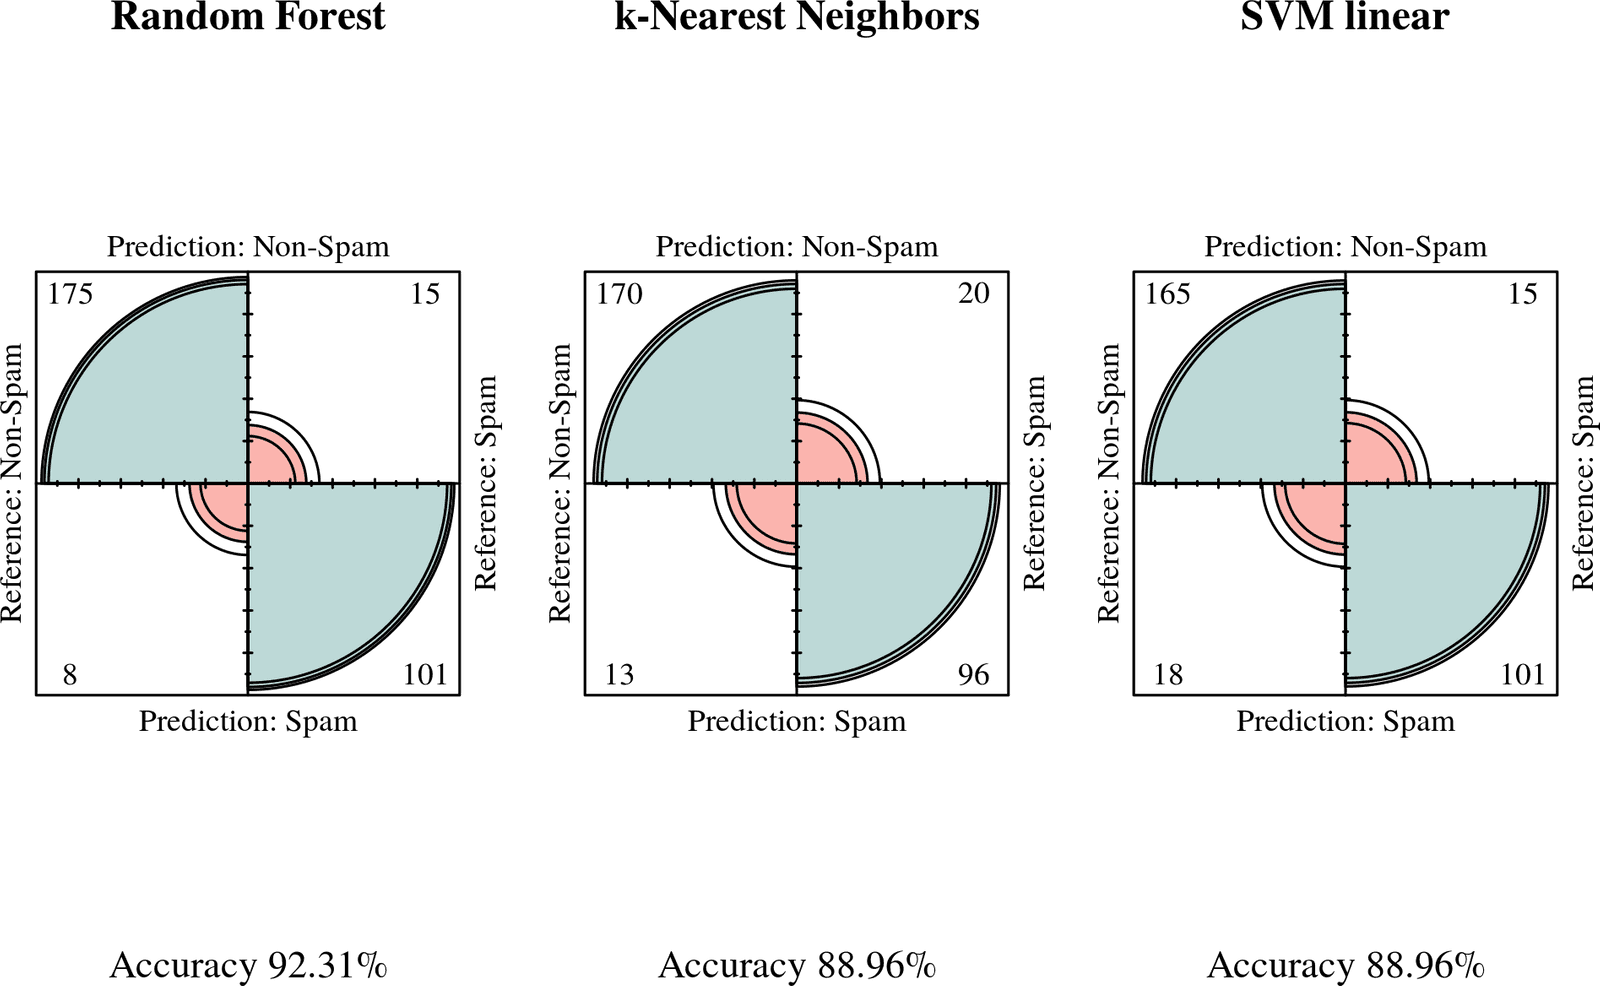 Random Forest
Prediction: Non-Spam
175
15
Reference: Non-Spam
Reference: Spam
8
101
Prediction: Spam
Accuracy 92.31%
k-Nearest Neighbors
Prediction: Non-Spam
170
20
Reference: Non-Spam
Reference: Spam
13
96
Prediction: Spam
Accuracy 88.96%
SVM linear
Prediction: Non-Spam
165
15
Reference: Non-Spam
Reference: Spam
18
101
Prediction: Spam
Accuracy 88.96%